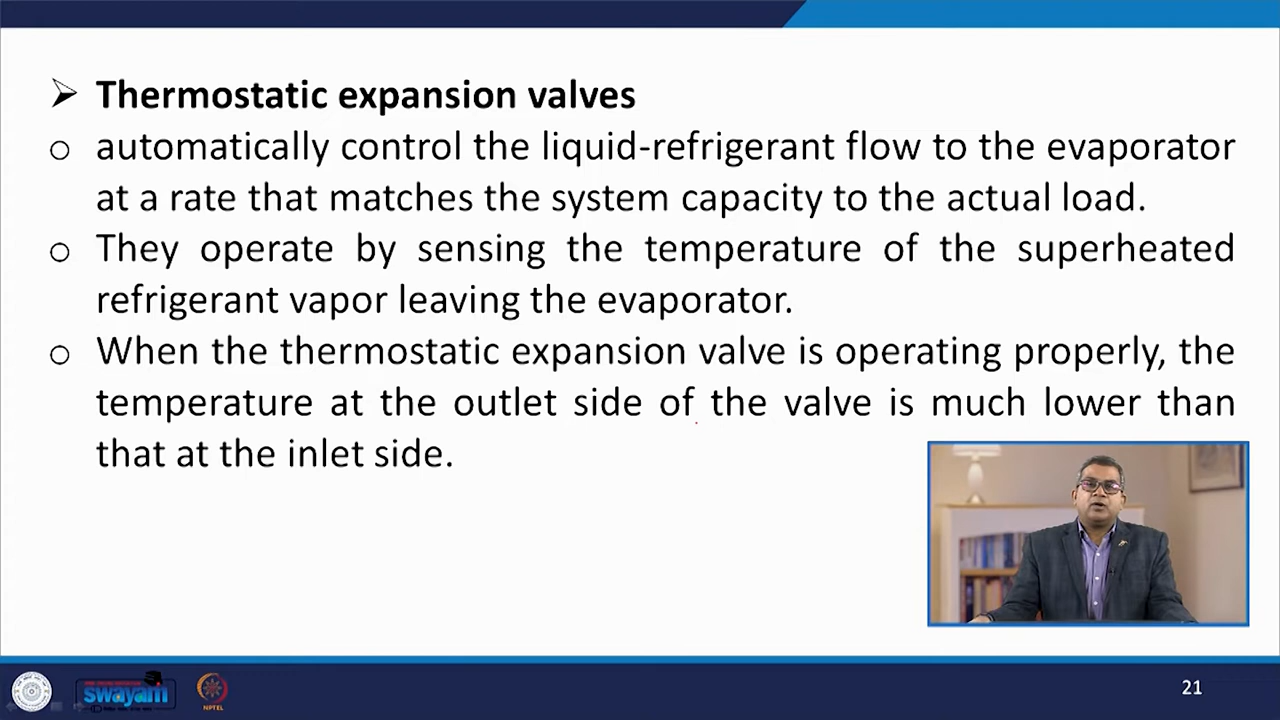 ➢ Thermostatic expansion valves
o automatically control the liquid-refrigerant flow to the evaporator
at a rate that matches the system capacity to the actual load.
o They operate by sensing the temperature of the superheated
refrigerant vapor leaving the evaporator.
o When the thermostatic expansion valve is operating properly, the
temperature at the outlet side of the valve is much lower than
that at the inlet side.
swayam
NPTEL
21